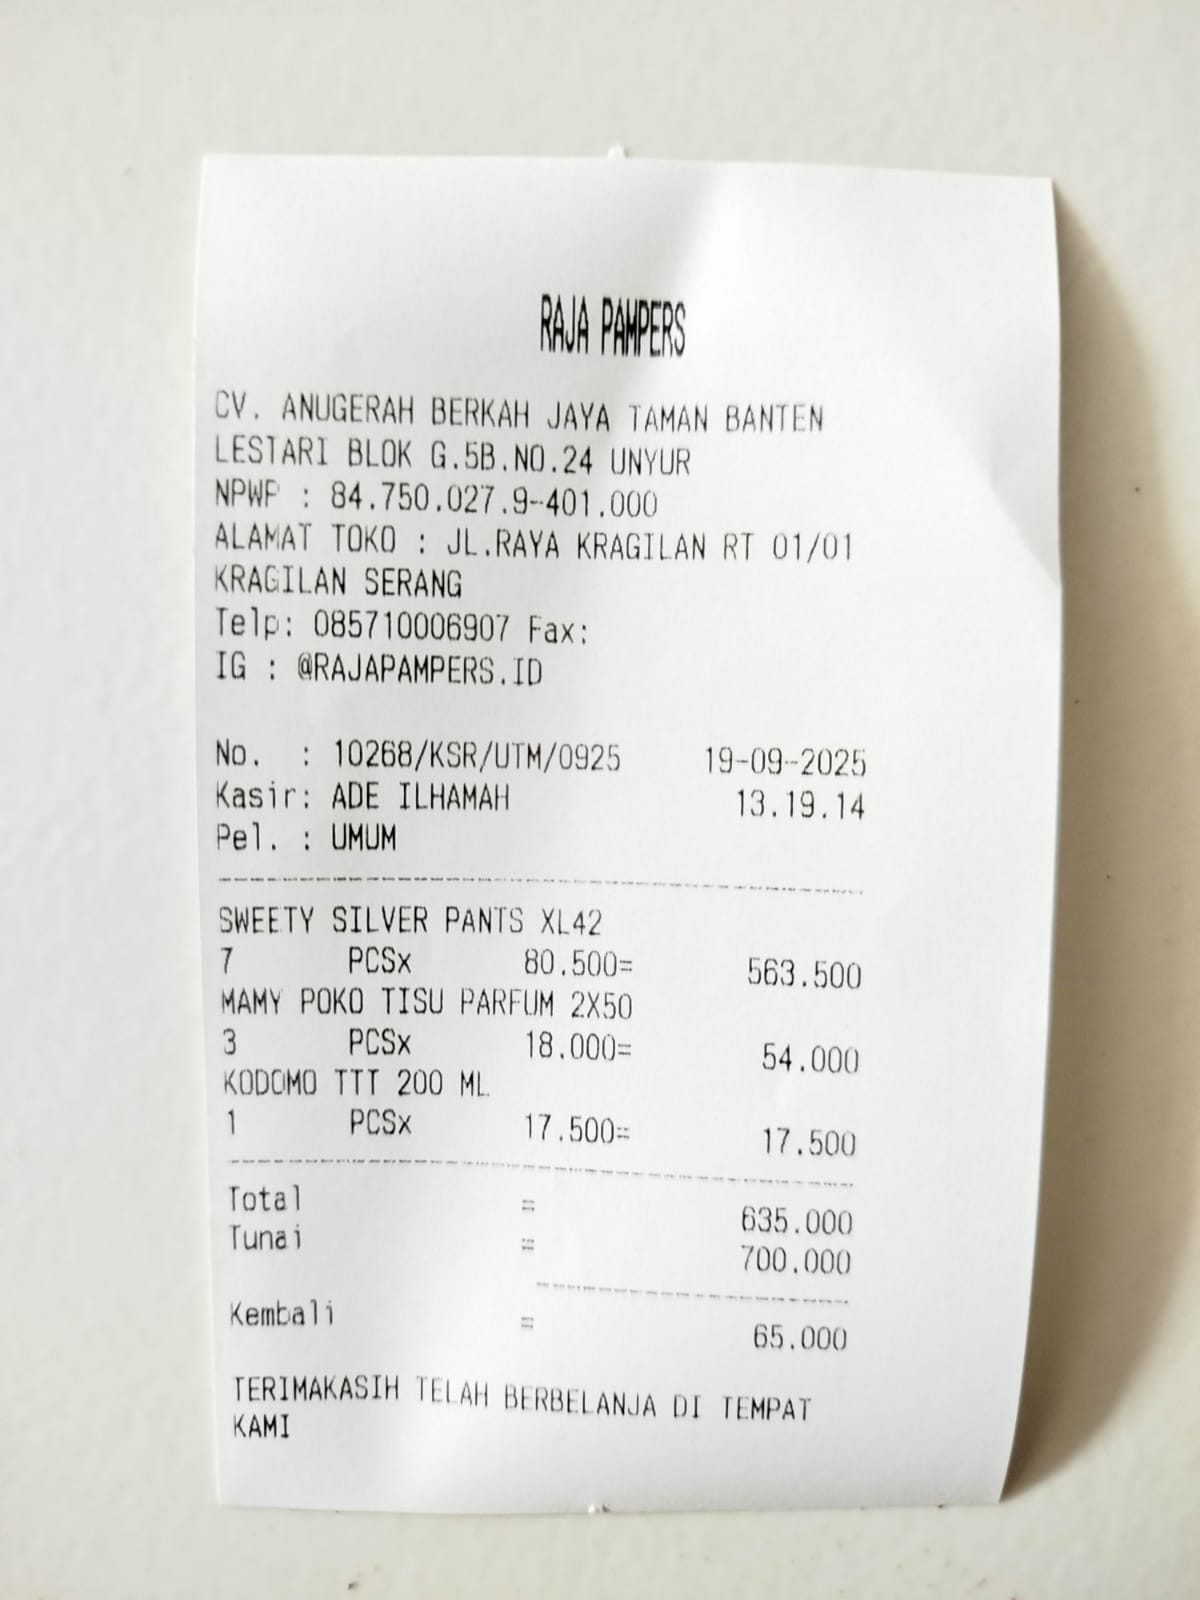 RAJA PAMPERS
CV. ANUGERAH BERKAH JAYA TAMAN BANTEN
LESTARI BLOK G.5B.NO.24 UNYUR
NPWP : 84.750.027.9-401.000
ALAMAT TOKO : JL.RAYA KRAGILAN RT 01/01
KRAGILAN SERANG
Telp: 085710006907 Fax:
IG : @RAJAPAMPERS.ID
No. : 10268/KSR/UTM/0925 19-09-2025
Kasir: ADE ILHAMAH 13.19.14
Pel. : UMUM
SWEETY SILVER PANTS XL42
7 PCSx 80.500= 563.500
MAMY POKO TISU PARFUM 2X50
3 PCSx 18.000= 54.000
KODOMO TTT 200 ML
1 PCSx 17.500= 17.500
Total = 635.000
Tunai = 700.000
Kembali = 65.000
TERIMAKASIH TELAH BERBELANJA DI TEMPAT
KAMI